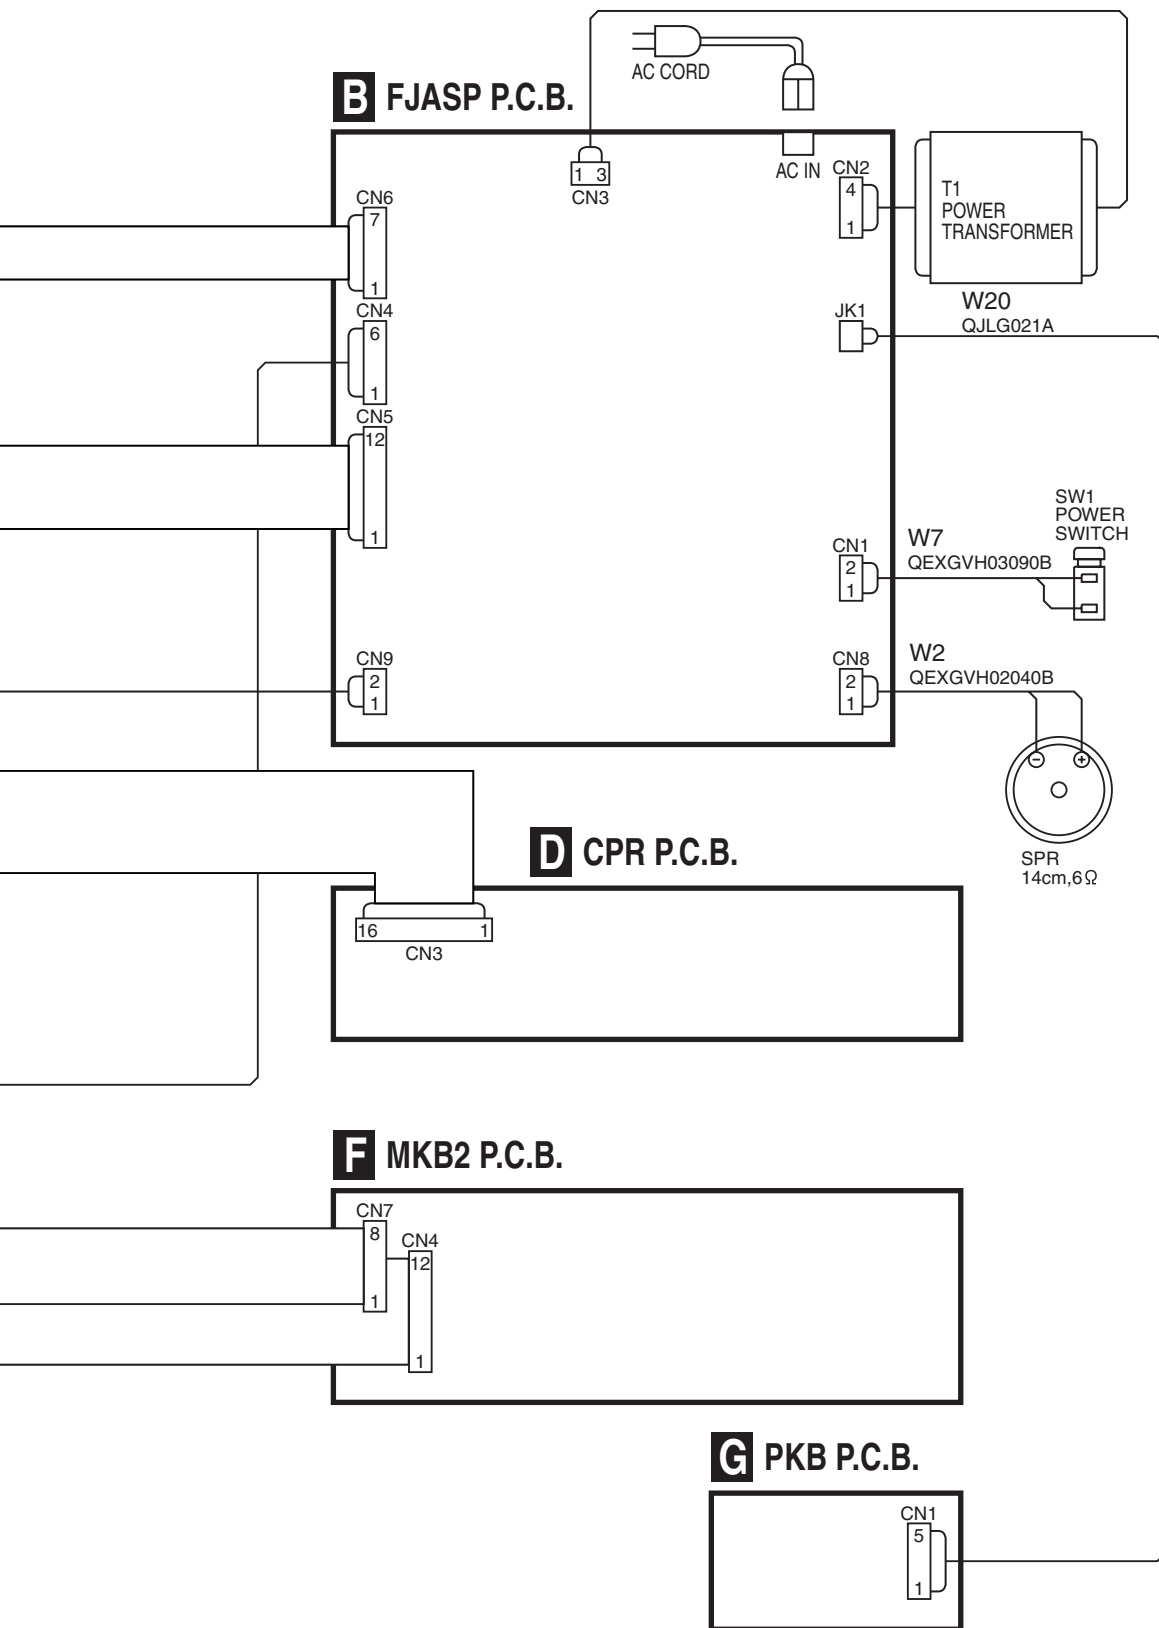 AC CORD
B FJASP P.C.B.
AC IN
1 3
CN3
CN2
4
1
T1
POWER
TRANSFORMER
CN6
7
1
CN4
6
1
CN5
12
1
JK1
W20
QJLG021A
SW1
POWER
SWITCH
CN1
2
1
W7
QEXGVH03090B
CN9
2
1
CN8
2
1
W2
QEXGVH02040B
− +
SPR
14cm,6Ω
D CPR P.C.B.
16 1
CN3
F MKB2 P.C.B.
CN7
8
1
CN4
12
1
G PKB P.C.B.
CN1
5
1